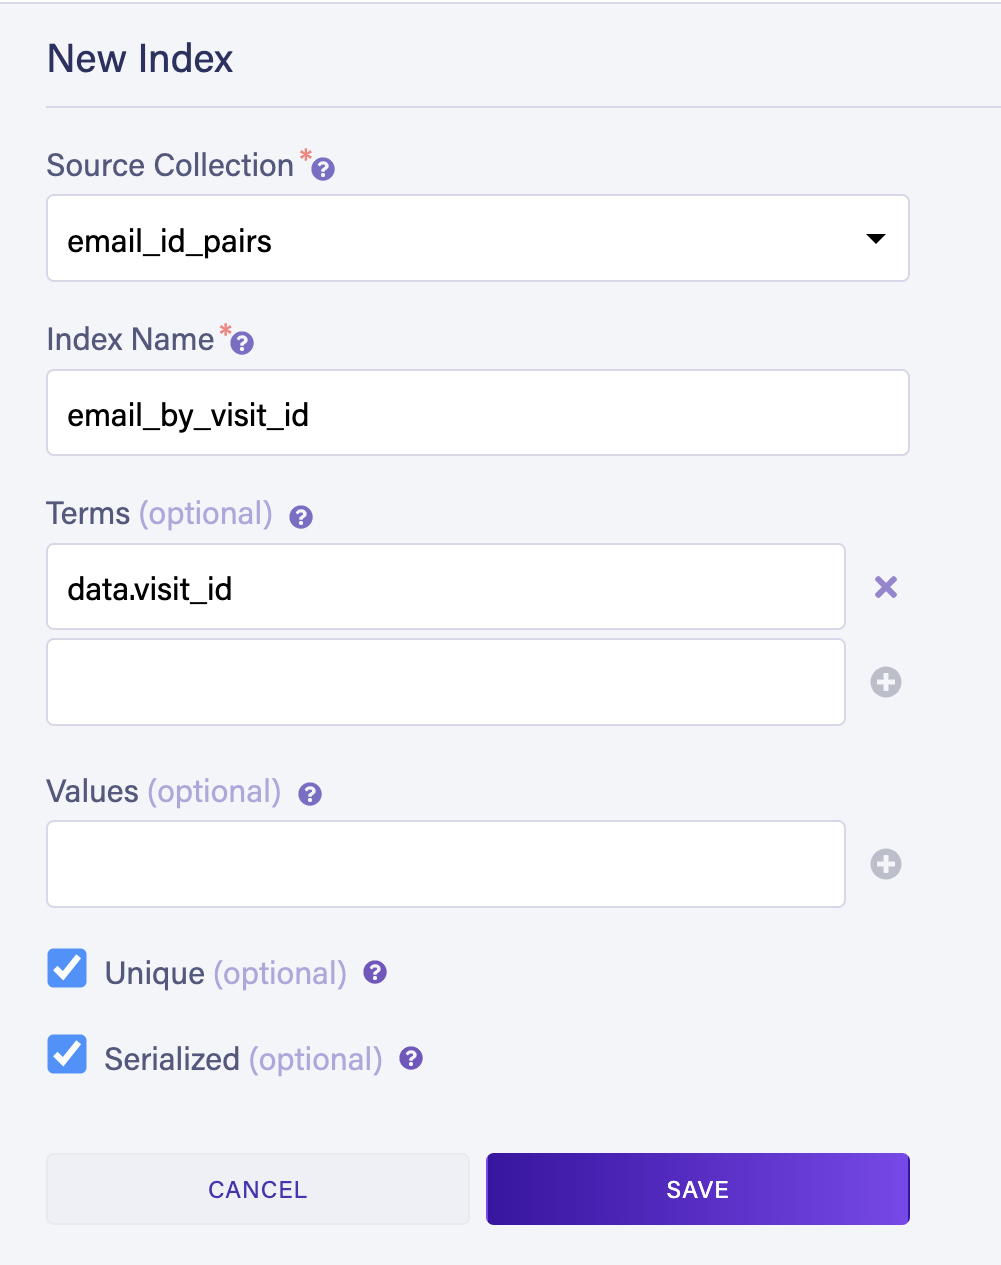 New Index
Source Collection *
email_id_pairs
Index Name *
email_by_visit_id
Terms (optional)
data.visit_id
Values (optional)
Unique (optional)
Serialized (optional)
CANCEL
SAVE